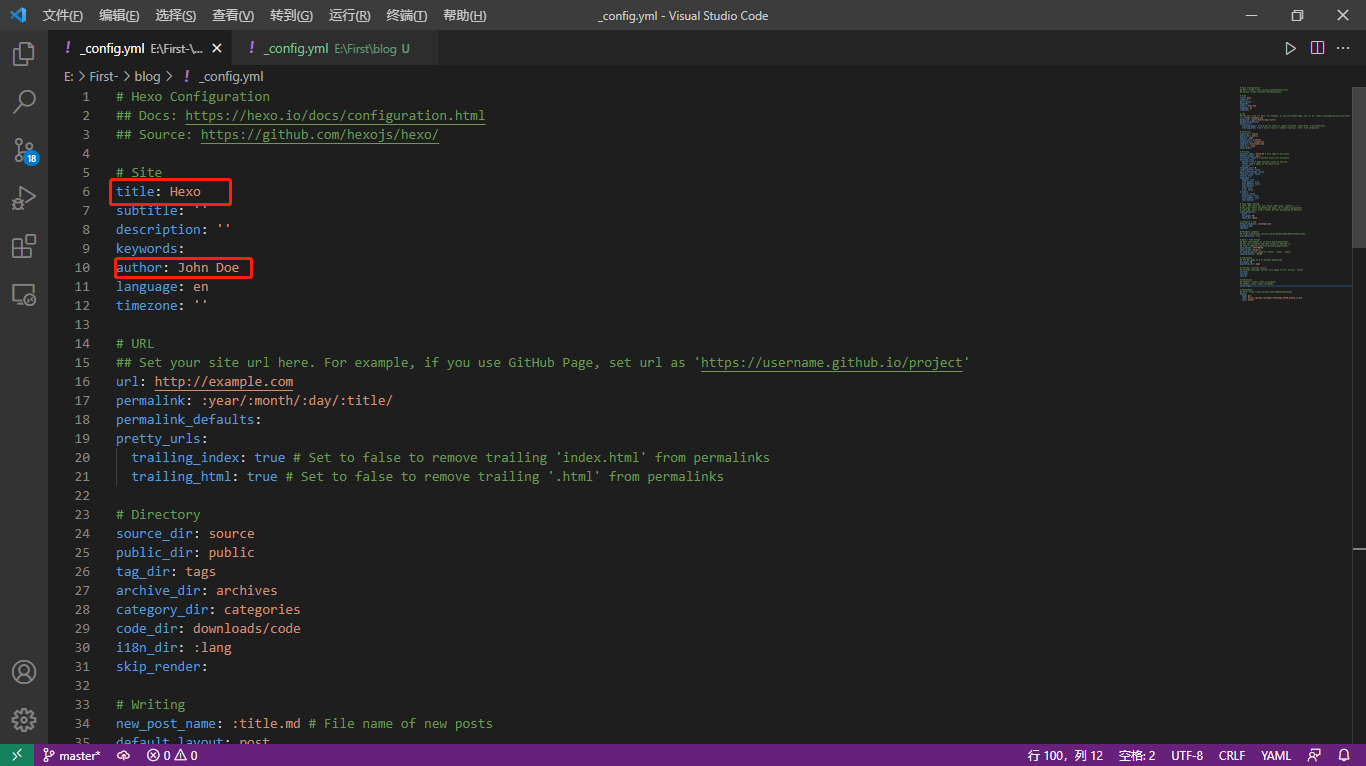 文件(F) 编辑(E) 选择(S) 查看(V) 转到(G) 运行(R) 终端(T) 帮助(H) _config.yml - Visual Studio Code
! _config.yml E:\First-\... ! _config.yml E:\First\blog U
E: > First- > blog > ! _config.yml
1 # Hexo Configuration
2 ## Docs: https://hexo.io/docs/configuration.html
3 ## Source: https://github.com/hexojs/hexo/
4
5 # Site
6 title: Hexo
7 subtitle: ''
8 description: ''
9 keywords:
10 author: John Doe
11 language: en
12 timezone: ''
13
14 # URL
15 ## Set your site url here. For example, if you use GitHub Page, set url as 'https://username.github.io/project'
16 url: http://example.com
17 permalink: :year/:month/:day/:title/
18 permalink_defaults:
19 pretty_urls:
20 trailing_index: true # Set to false to remove trailing 'index.html' from permalinks
21 trailing_html: true # Set to false to remove trailing '.html' from permalinks
22
23 # Directory
24 source_dir: source
25 public_dir: public
26 tag_dir: tags
27 archive_dir: archives
28 category_dir: categories
29 code_dir: downloads/code
30 i18n_dir: :lang
31 skip_render:
32
33 # Writing
34 new_post_name: :title.md # File name of new posts
35 default_layout: post
18
master* 0 0 行 100，列 12 空格: 2 UTF-8 CRLF YAML